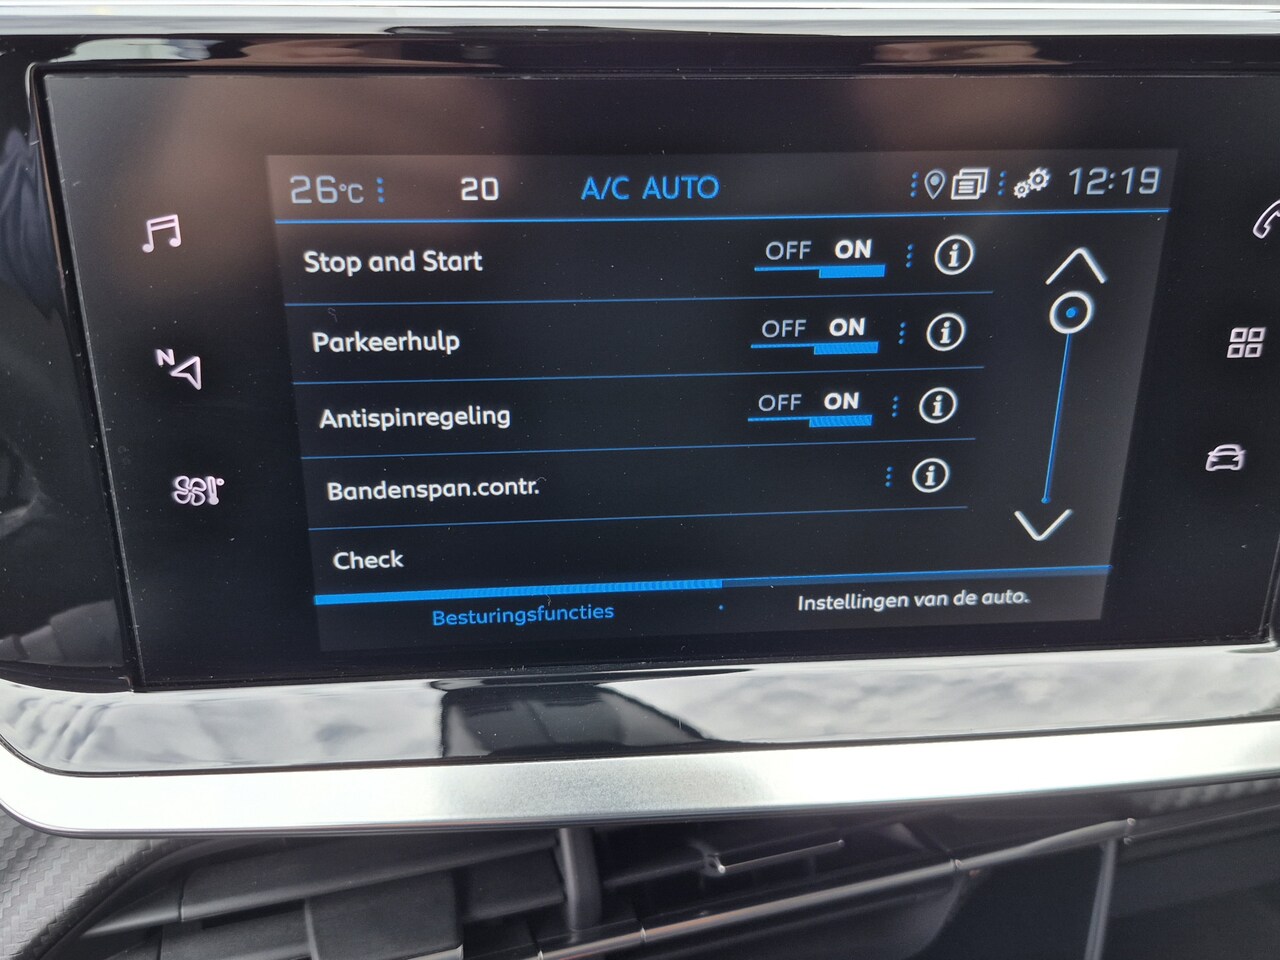 26°C 20 A/C AUTO 12:19
Stop and Start OFF ON
Parkeerhulp OFF ON
Antispinregeling OFF ON
Bandenspan.contr.
Check
Besturingsfuncties Instellingen van de auto.
N